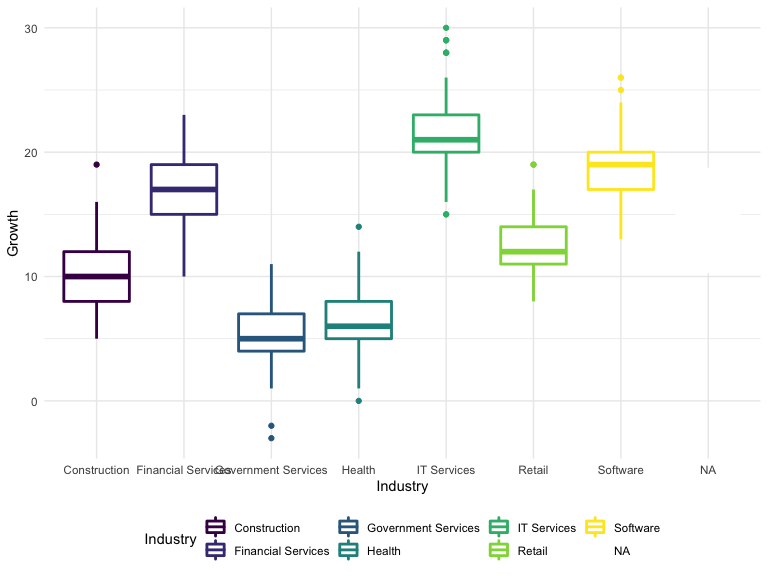 30
20
10
0
Growth
Construction Financial Services Government Services Health IT Services Retail Software NA
Industry
Industry
Construction Government Services IT Services Software
Financial Services Health Retail NA